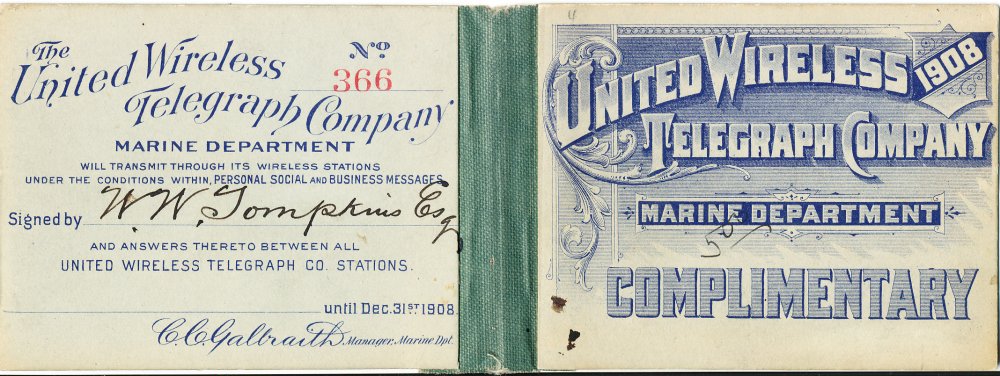 The
United Wireless
Telegraph Company
Nº
366
MARINE DEPARTMENT
WILL TRANSMIT THROUGH ITS WIRELESS STATIONS
UNDER THE CONDITIONS WITHIN, PERSONAL SOCIAL AND BUSINESS MESSAGES
Signed by W. W. Tompkins Esq
AND ANSWERS THERETO BETWEEN ALL
UNITED WIRELESS TELEGRAPH CO. STATIONS.
until Dec. 31ST 1908
C. C. Galbraith Manager, Marine Dpt.
UNITED WIRELESS 1908
TELEGRAPH COMPANY
MARINE DEPARTMENT
COMPLIMENTARY